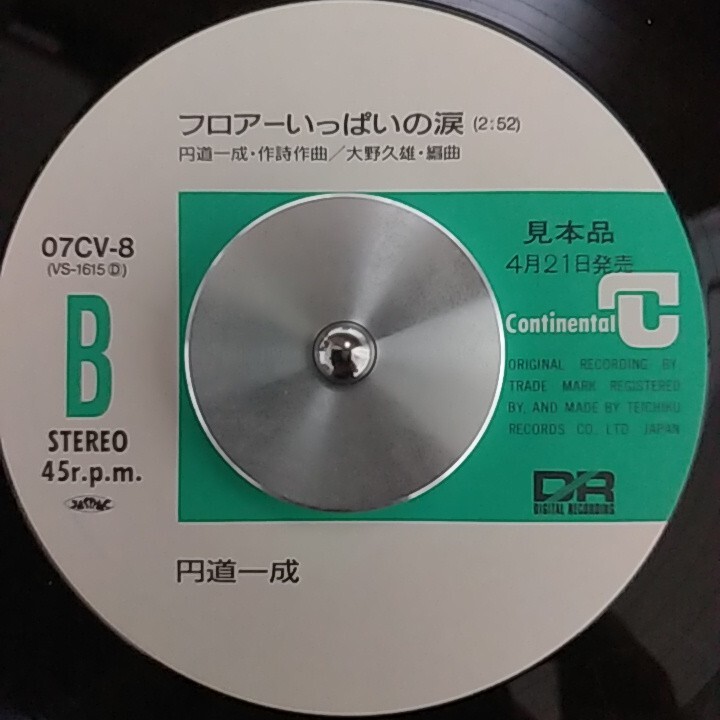 フロアーいっぱいの涙 (2:52)
円道一成・作詩作曲／大野久雄・編曲
07CV-8
(VS-1615Ⓓ)
B
STEREO
45r.p.m.
JASRAC
見本品
4月21日発売
Continental
ORIGINAL RECORDING BY
TRADE MARK REGISTERED
BY, AND MADE BY TEICHIKU
RECORDS CO., LTD. JAPAN
DR
DIGITAL RECORDING
円道一成